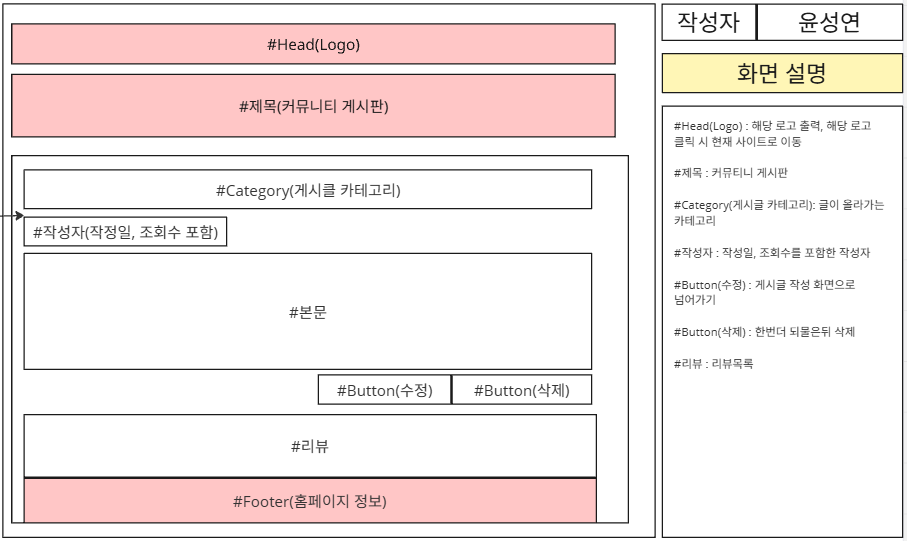 #Head(Logo)
#제목(커뮤니티 게시판)
#Category(게시클 카테고리)
#작성자(작정일, 조회수 포함)
#본문
#Button(수정)
#Button(삭제)
#리뷰
#Footer(홈페이지 정보)
작성자
윤성연
화면 설명
#Head(Logo) : 해당 로고 출력, 해당 로고
클릭 시 현재 사이트로 이동
#제목 : 커뮤티니 게시판
#Category(게시클 카테고리): 글이 올라가는
카테고리
#작성자 : 작성일, 조회수를 포함한 작성자
#Button(수정) : 게시글 작성 화면으로
넘어가기
#Button(삭제) : 한번더 되물은뒤 삭제
#리뷰 : 리뷰목록